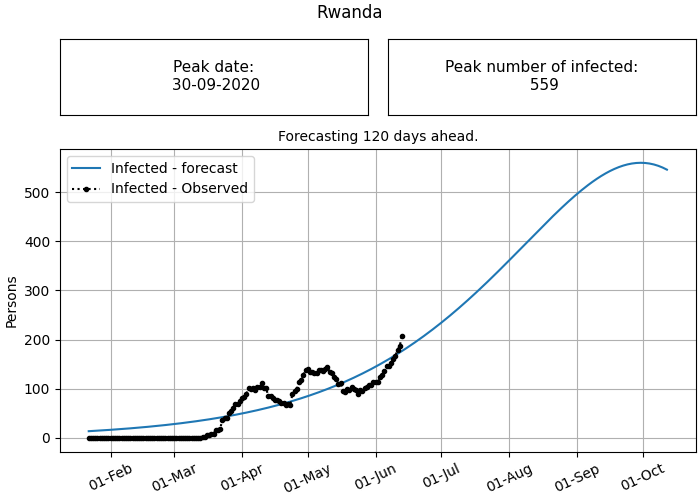 Rwanda
Peak date:
30-09-2020
Peak number of infected:
559
Forecasting 120 days ahead.
Infected - forecast
Infected - Observed
Persons
500
400
300
200
100
0
01-Feb
01-Mar
01-Apr
01-May
01-Jun
01-Jul
01-Aug
01-Sep
01-Oct